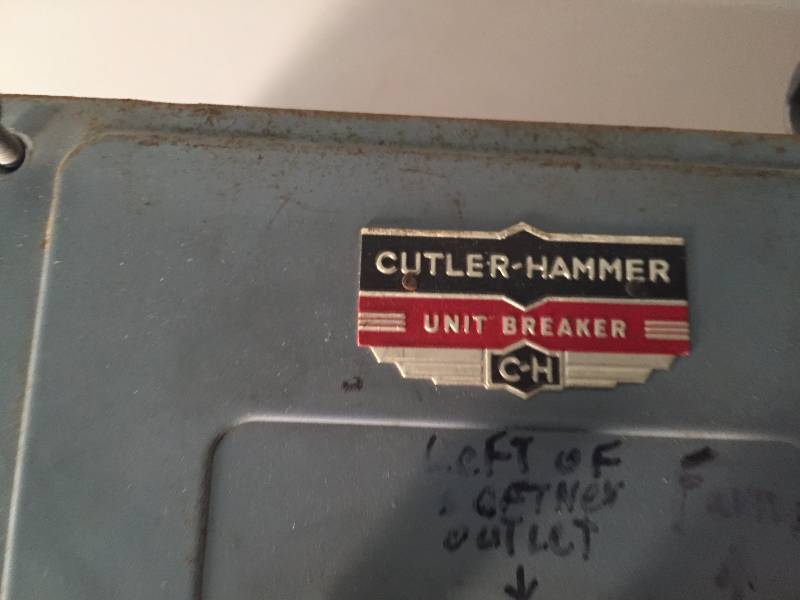 CUTLER-HAMMER
UNIT BREAKER
C-H
LEFT OF
OUTLET